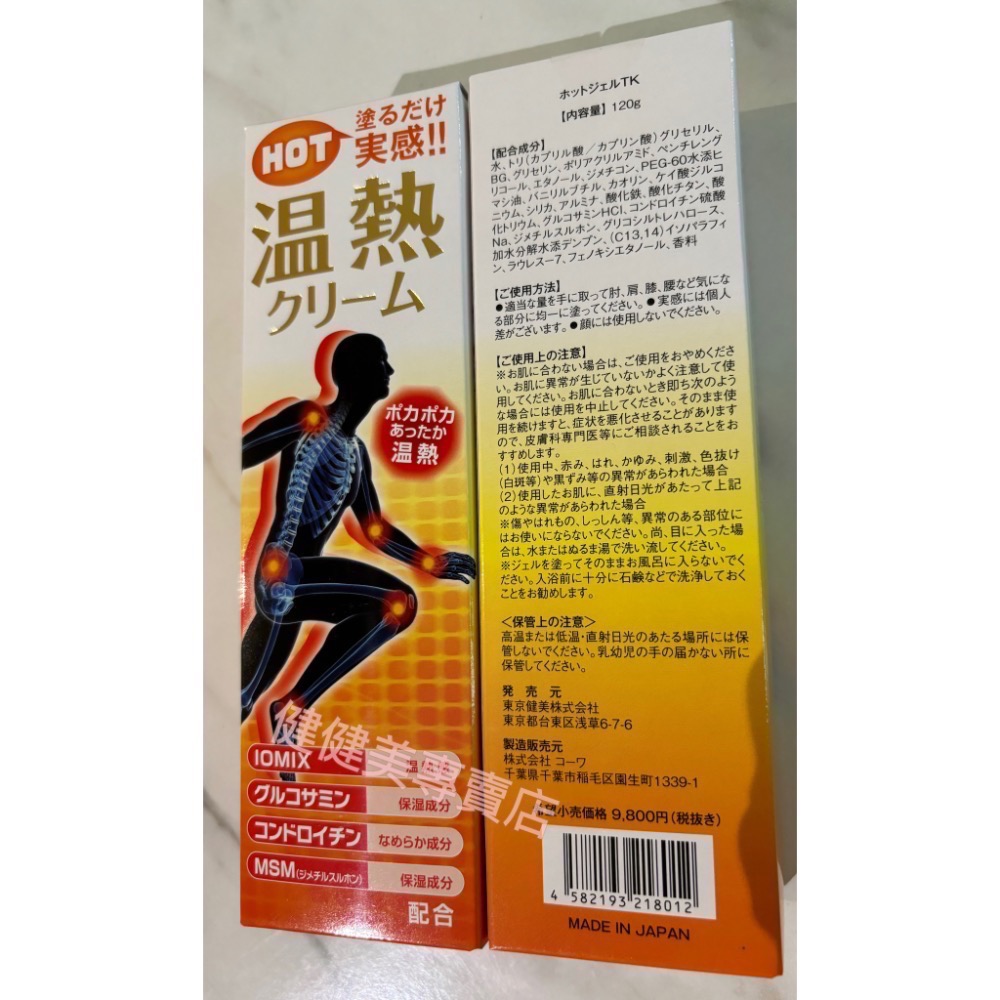 HOT
塗るだけ
実感!!
温熱
クリーム
ポカポカ
あったか
温熱
IOMIX
グルコサミン 保湿成分
コンドロイチン なめらか成分
MSM(ジメチルスルホン) 保湿成分
配合
健健美專賣店
ホットジェルTK
【内容量】120g
【配合成分】
水、トリ(カプリル酸/カプリン酸)グリセリル、
BG、グリセリン、ポリアクリルアミド、ペンチレング
リコール、エタノール、ジメチコン、PEG-60水添ヒ
マシ油、バニリルブチル、カオリン、ケイ酸ジルコ
ニウム、シリカ、アルミナ、酸化鉄、酸化チタン、酸
化トリウム、グルコサミンHCl、コンドロイチン硫酸
Na、ジメチルスルホン、グリコシルトレハロース、
加水分解水添デンプン、(C13,14)イソパラフィ
ン、ラウレス-7、フェノキシエタノール、香料
【ご使用方法】
●適当な量を手に取って肘、肩、膝、腰など気にな
る部分に均一に塗ってください。●実感には個人
差がございます。●顔には使用しないでください。
【ご使用上の注意】
※お肌に合わない場合は、ご使用をおやめくださ
い。お肌に異常が生じていないかよく注意して使
用してください。お肌に合わないとき即ち次のよう
な場合には使用を中止してください。そのまま使
用を続けますと、症状を悪化させることがあります
ので、皮膚科専門医等にご相談されることをお
すすめします。
(1)使用中、赤み、はれ、かゆみ、刺激、色抜け
(白斑等)や黒ずみ等の異常があらわれた場合
(2)使用したお肌に、直射日光があたって上記
のような異常があらわれた場合
※傷やはれもの、しっしん等、異常のある部位に
はお使いにならないでください。尚、目に入った場
合は、水またはぬるま湯で洗い流してください。
※ジェルを塗ってそのままお風呂に入らないでく
ださい。入浴前に十分に石鹸などで洗浄しておく
ことをお勧めします。
<保管上の注意>
高温または低温・直射日光のあたる場所には保
管しないでください。乳幼児の手の届かない所に
保管してください。
発売元
東京健美株式会社
東京都台東区浅草6-7-6
製造販売元
株式会社 コーワ
千葉県千葉市稲毛区園生町1339-1
小売価格 9,800円(税抜き)
4 582193 218012
MADE IN JAPAN